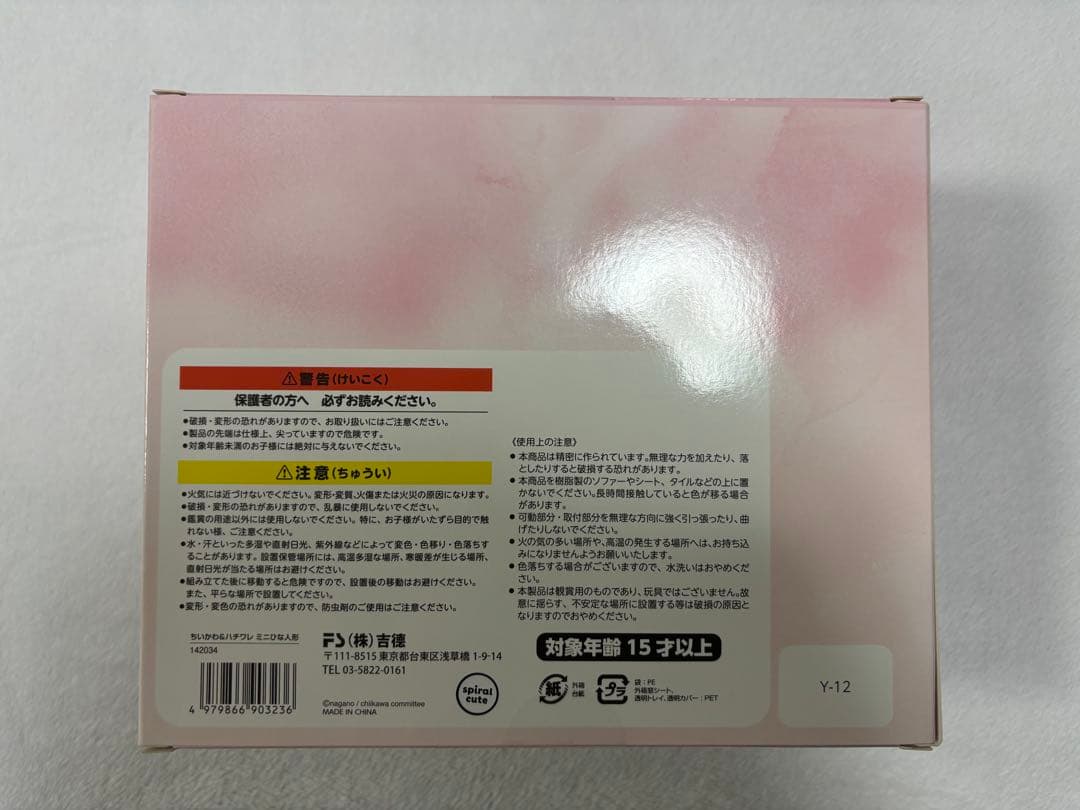 ⚠警告(けいこく)
保護者の方へ 必ずお読みください。
●破損・変形の恐れがありますので、お取り扱いにはご注意ください。
●製品の先端は仕様上、尖っていますので危険です。
●対象年齢未満のお子様には絶対に与えないでください。
⚠注意(ちゅうい)
●火気には近づけないでください。変形・変質、火傷または火災の原因になります。
●破損・変形の恐れがありますので、乱暴に使用しないでください。
●鑑賞の用途以外には使用しないでください。特に、お子様がいたずら目的で触
れない様、ご注意ください。
●水・汗といった多湿や直射日光、紫外線などによって変色・色移り・色落ちす
ることがあります。設置保管場所には、高温多湿な場所、寒暖差が生じる場所、
直射日光が当たる場所はお避けください。
●組み立てた後に移動すると危険ですので、設置後の移動はお避けください。
また、平らな場所で設置してください。
●変形・変色の恐れがありますので、防虫剤のご使用はご注意ください。
《使用上の注意》
●本商品は精密に作られています。無理な力を加えたり、落
としたりすると破損する恐れがあります。
●本商品を樹脂製のソファーやシート、タイルなどの上に置
かないでください。長時間接触していると色が移る場合
があります。
●可動部分・取付部分を無理な方向に強く引っ張ったり、曲
げたりしないでください。
●火の気の多い場所や、高温の発生する場所へは、お持ち込
みになりませんようお願いいたします。
●色落ちする場合がございますので、水洗いはおやめくださ
い。
●本製品は観賞用のものであり、玩具ではございません。故
意に揺らす、不安定な場所に設置する等は破損の原因と
なりますのでおやめください。
ちいかわ&ハチワレ ミニひな人形
142034
4 979866 903236
FS(株)吉德
〒111-8515 東京都台東区浅草橋 1-9-14
TEL 03-5822-0161
©nagano / chiikawa committee
MADE IN CHINA
spiral
cute
対象年齢 15才以上
紙
外箱
台紙
プラ
袋:PE
外箱窓シート、
透明トレイ、透明カバー:PET
Y-12